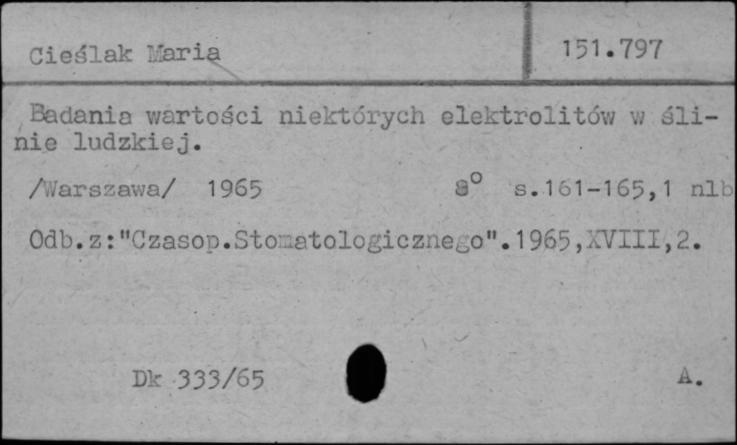 Cieślak Maria 151.797
Badania wartości niektórych elektrolitów w śli-
nie ludzkiej.
/Warszawa/ 1965 8° s.161-165,1 nlb
Odb.z:"Czasop.Stomatologicznego".1965,XVIII,2.
Dk 333/65 A.